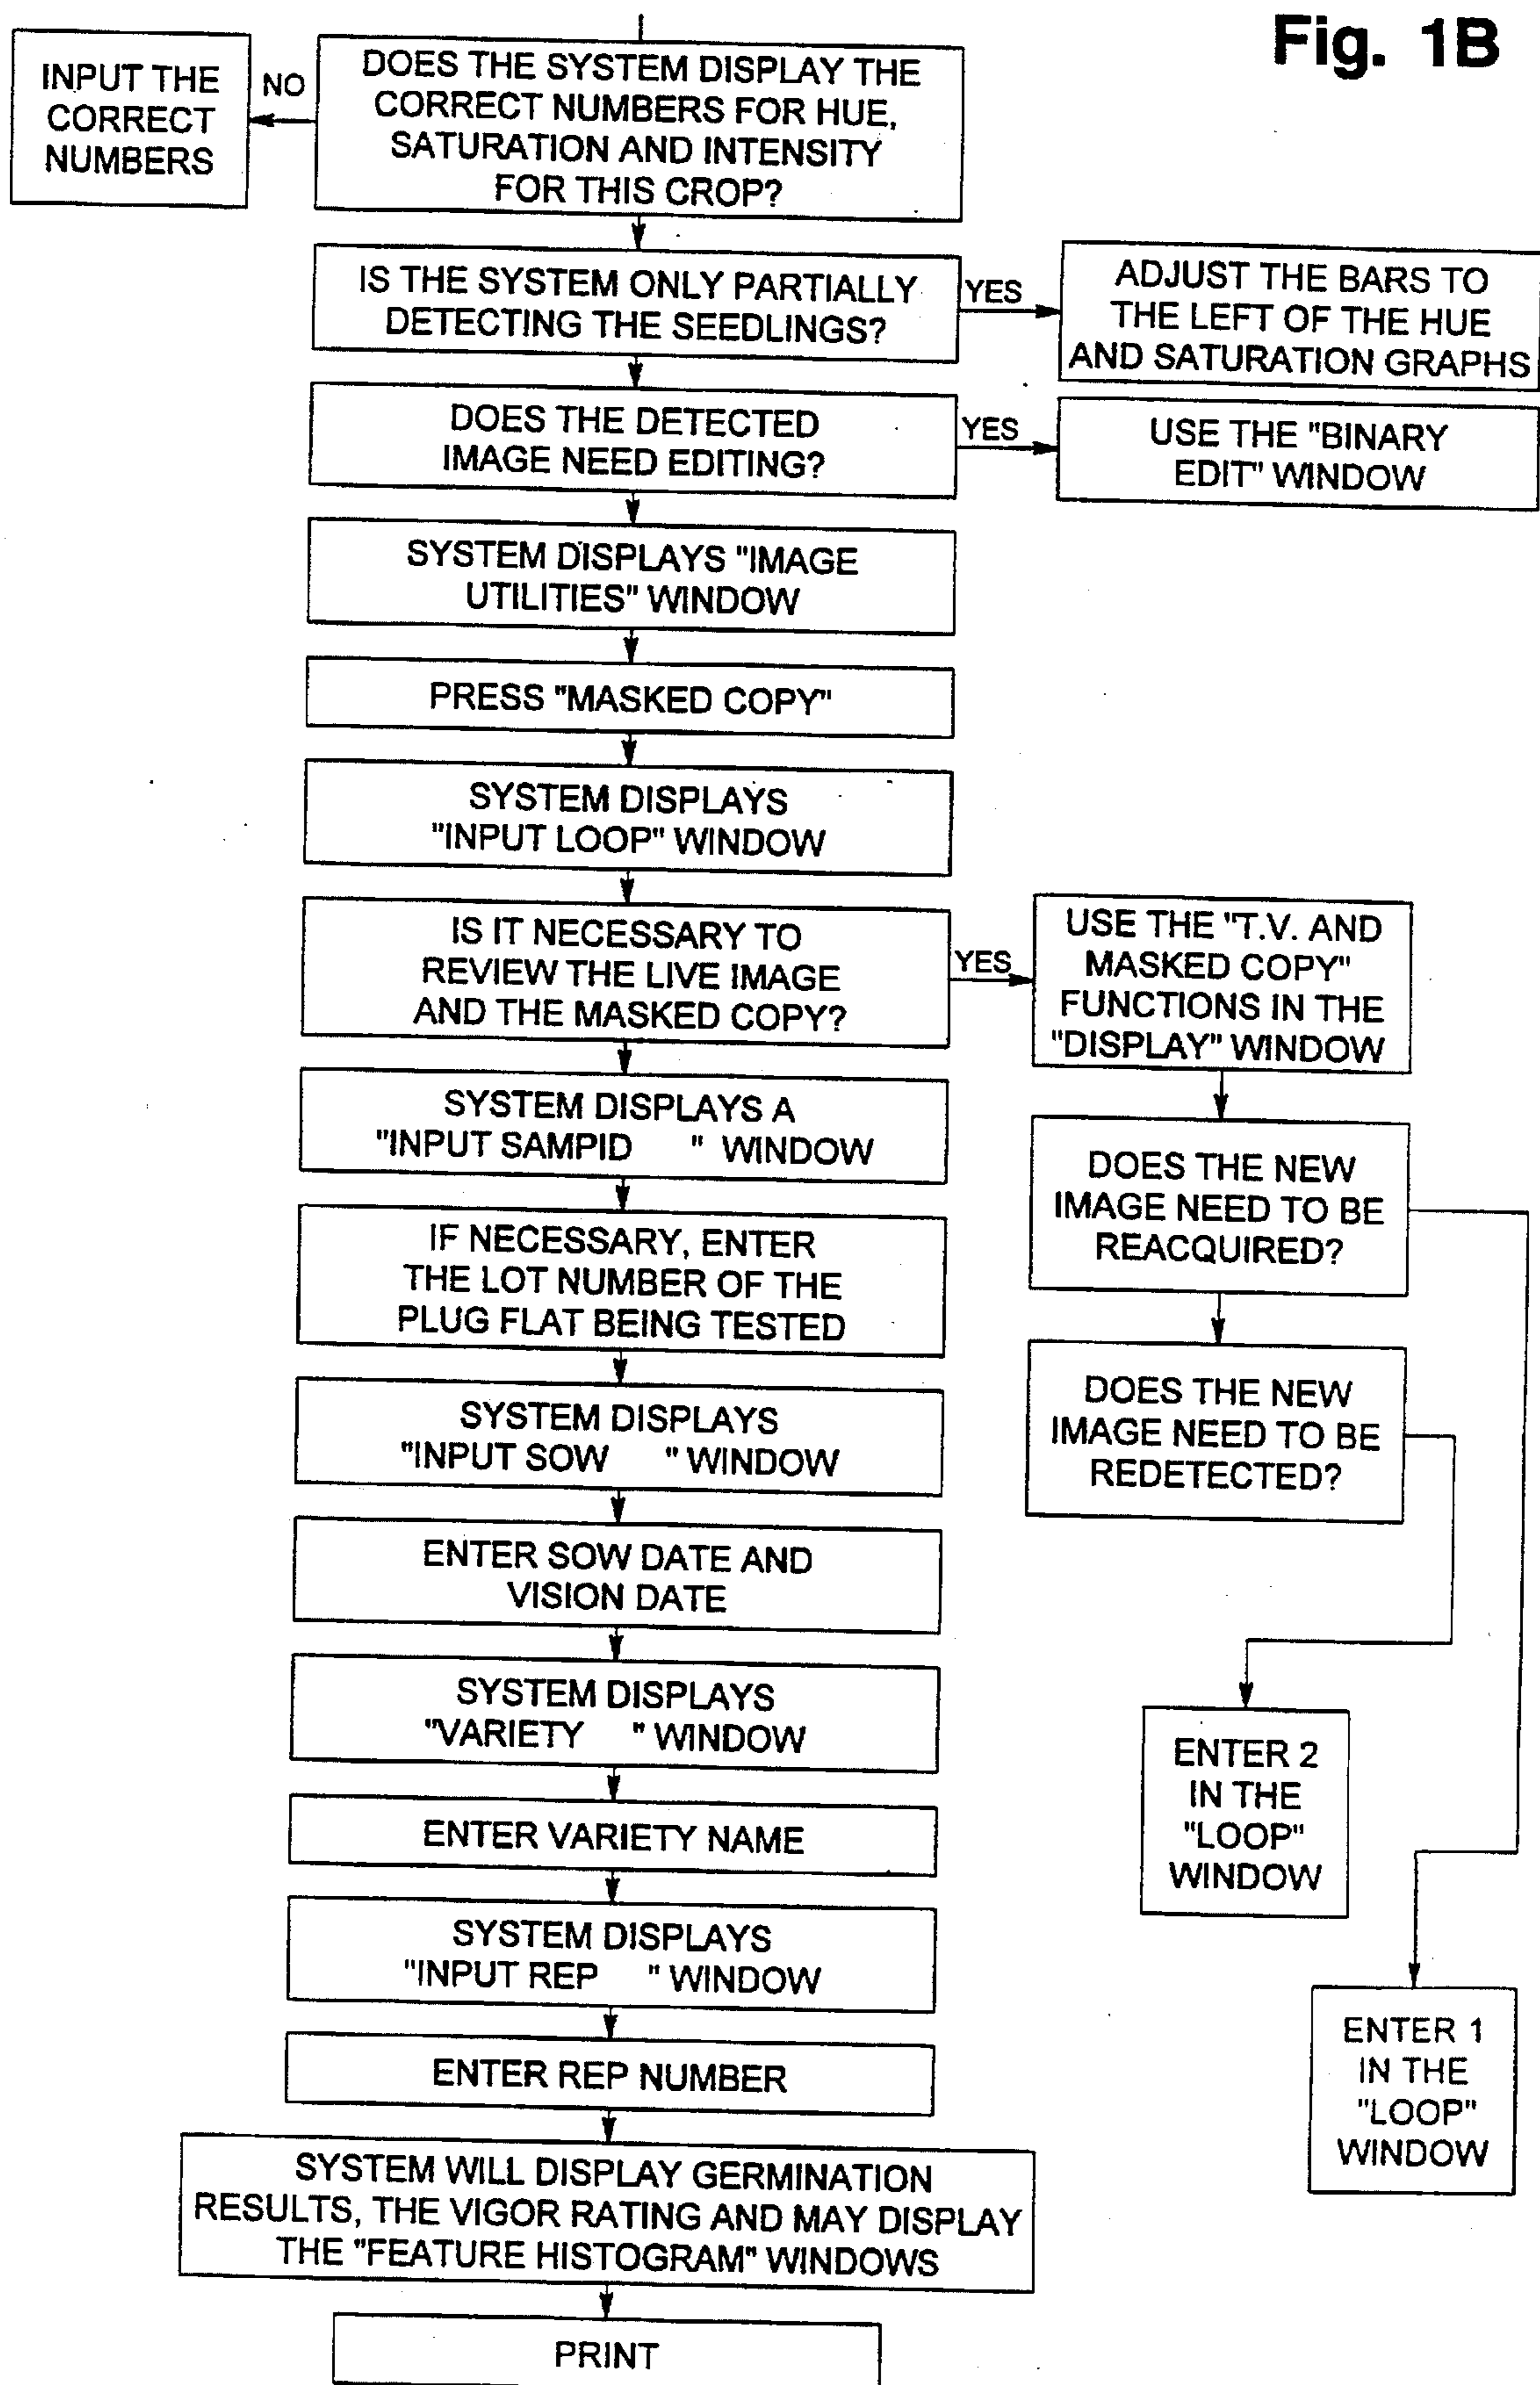 Fig. 1B
INPUT THE
CORRECT
NUMBERS
NO
DOES THE SYSTEM DISPLAY THE
CORRECT NUMBERS FOR HUE,
SATURATION AND INTENSITY
FOR THIS CROP?
IS THE SYSTEM ONLY PARTIALLY
DETECTING THE SEEDLINGS?
YES
ADJUST THE BARS TO
THE LEFT OF THE HUE
AND SATURATION GRAPHS
DOES THE DETECTED
IMAGE NEED EDITING?
YES
USE THE "BINARY
EDIT" WINDOW
SYSTEM DISPLAYS "IMAGE
UTILITIES" WINDOW
PRESS "MASKED COPY"
SYSTEM DISPLAYS
"INPUT LOOP" WINDOW
IS IT NECESSARY TO
REVIEW THE LIVE IMAGE
AND THE MASKED COPY?
YES
USE THE "T.V. AND
MASKED COPY"
FUNCTIONS IN THE
"DISPLAY" WINDOW
SYSTEM DISPLAYS A
"INPUT SAMPID " WINDOW
DOES THE NEW
IMAGE NEED TO BE
REACQUIRED?
IF NECESSARY, ENTER
THE LOT NUMBER OF THE
PLUG FLAT BEING TESTED
DOES THE NEW
IMAGE NEED TO BE
REDETECTED?
SYSTEM DISPLAYS
"INPUT SOW " WINDOW
ENTER SOW DATE AND
VISION DATE
SYSTEM DISPLAYS
"VARIETY " WINDOW
ENTER 2
IN THE
"LOOP"
WINDOW
ENTER VARIETY NAME
SYSTEM DISPLAYS
"INPUT REP " WINDOW
ENTER 1
IN THE
"LOOP"
WINDOW
ENTER REP NUMBER
SYSTEM WILL DISPLAY GERMINATION
RESULTS, THE VIGOR RATING AND MAY DISPLAY
THE "FEATURE HISTOGRAM" WINDOWS
PRINT